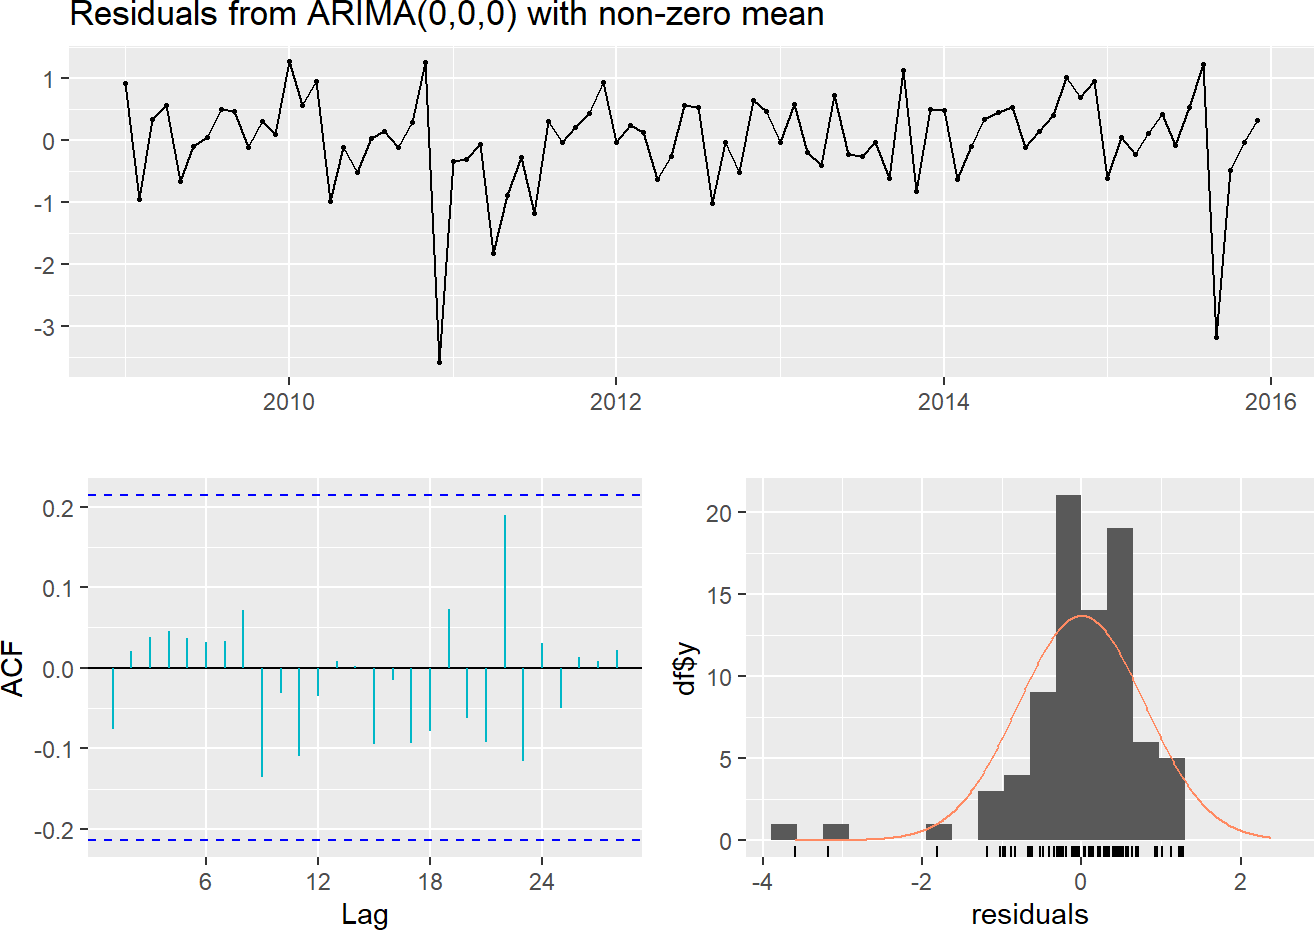 Residuals from ARIMA(0,0,0) with non-zero mean
1
0
-1
-2
-3
2010 2012 2014 2016
ACF
0.2
0.1
0.0
-0.1
-0.2
6 12 18 24
Lag
df$y
20
15
10
5
0
-4 -2 0 2
residuals